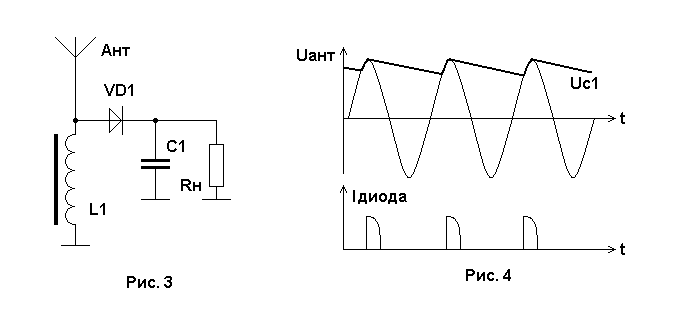 Ант
VD1
C1
Rн
L1
Рис. 3
Uант
Uc1
t
Iдиода
t
Рис. 4